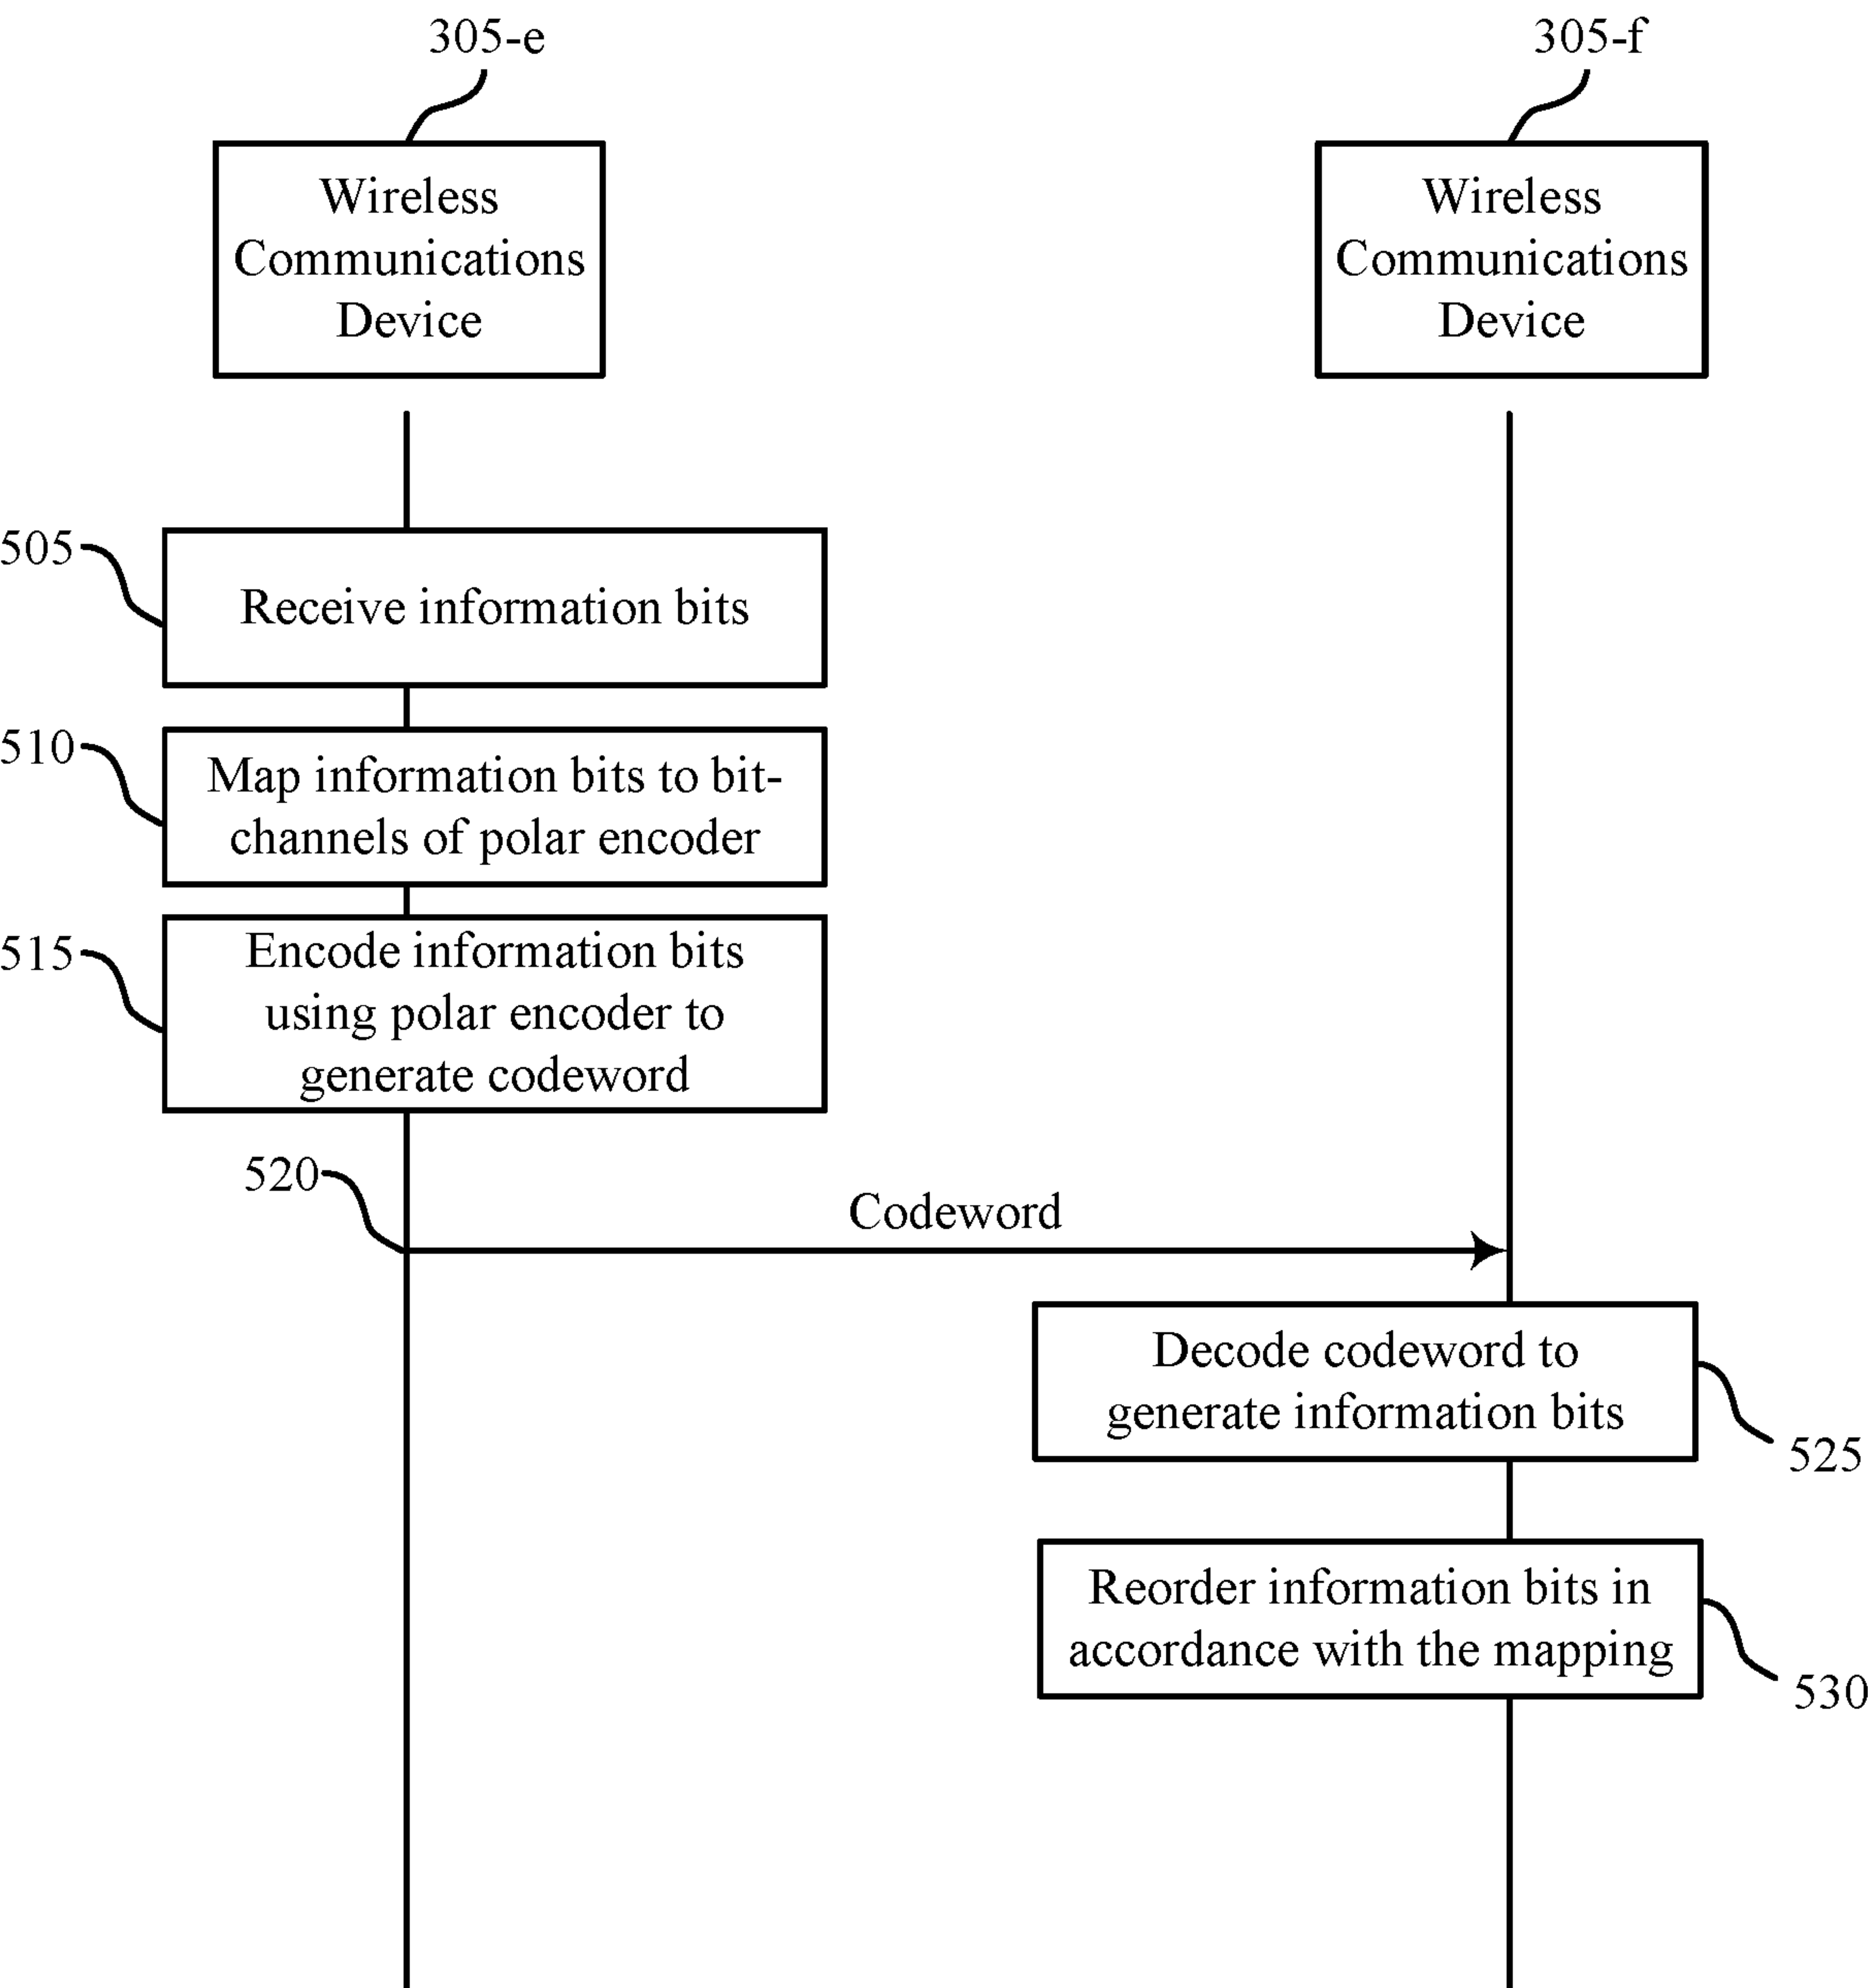 305-e
305-f
Wireless
Communications
Device
Wireless
Communications
Device
505
Receive information bits
510
Map information bits to bit-
channels of polar encoder
515
Encode information bits
using polar encoder to
generate codeword
520
Codeword
Decode codeword to
generate information bits
525
Reorder information bits in
accordance with the mapping
530